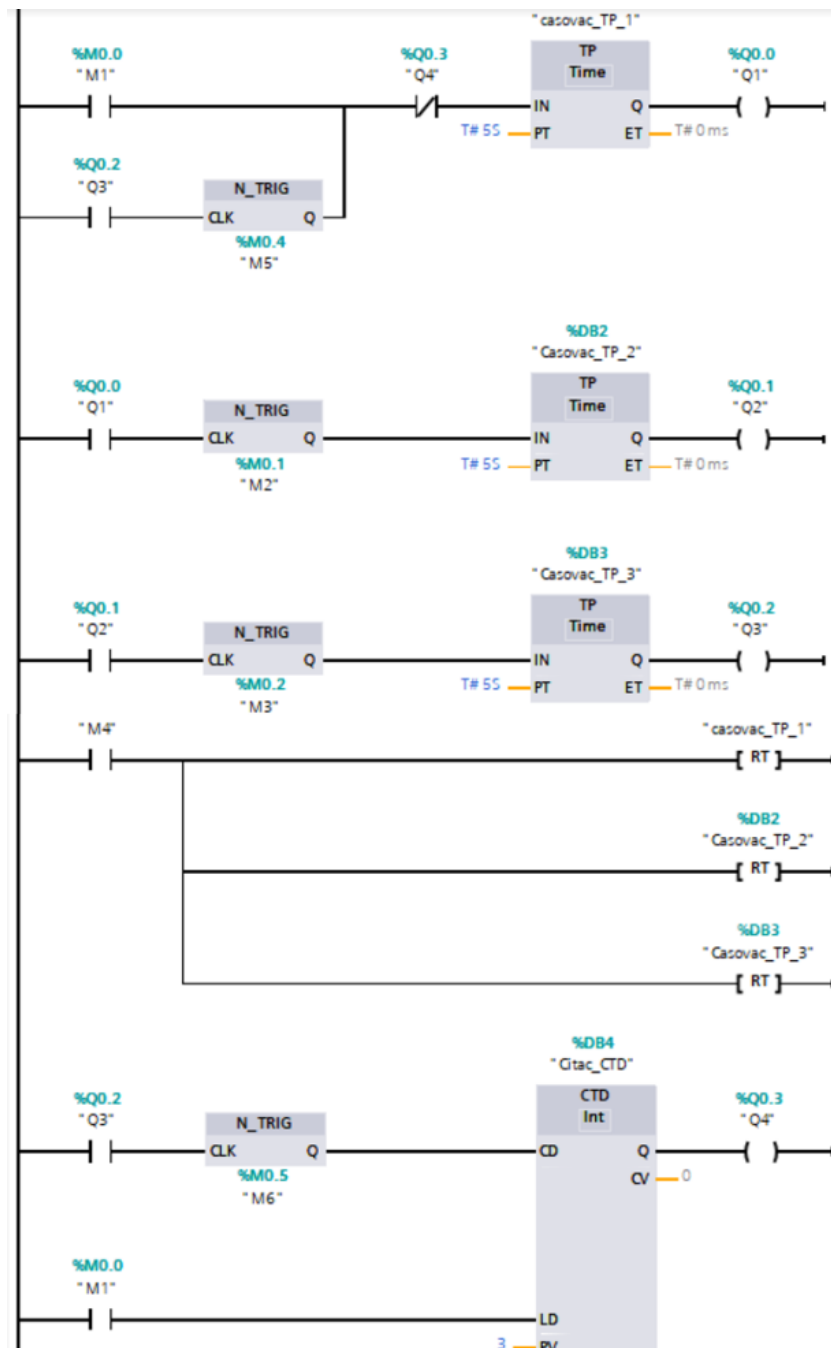 "casovac_TP_1"
%M0.0 %Q0.3 TP %Q0.0
"M1" "Q4" Time "Q1"
IN Q
T# 5S PT ET T# 0 ms
%Q0.2
"Q3" N_TRIG
CLK Q
%M0.4
"M5"
%DB2
"Casovac_TP_2"
%Q0.0 TP %Q0.1
"Q1" N_TRIG Time "Q2"
CLK Q IN Q
%M0.1 T# 5S PT ET T# 0 ms
"M2"
%DB3
"Casovac_TP_3"
%Q0.1 TP %Q0.2
"Q2" N_TRIG Time "Q3"
CLK Q IN Q
%M0.2 T# 5S PT ET T# 0 ms
"M3"
"M4" "casovac_TP_1"
RT
%DB2
"Casovac_TP_2"
RT
%DB3
"Casovac_TP_3"
RT
%DB4
"Citac_CTD"
%Q0.2 CTD %Q0.3
"Q3" N_TRIG Int "Q4"
CLK Q CD Q
%M0.5 CV 0
"M6"
%M0.0
"M1"
LD
3 PV